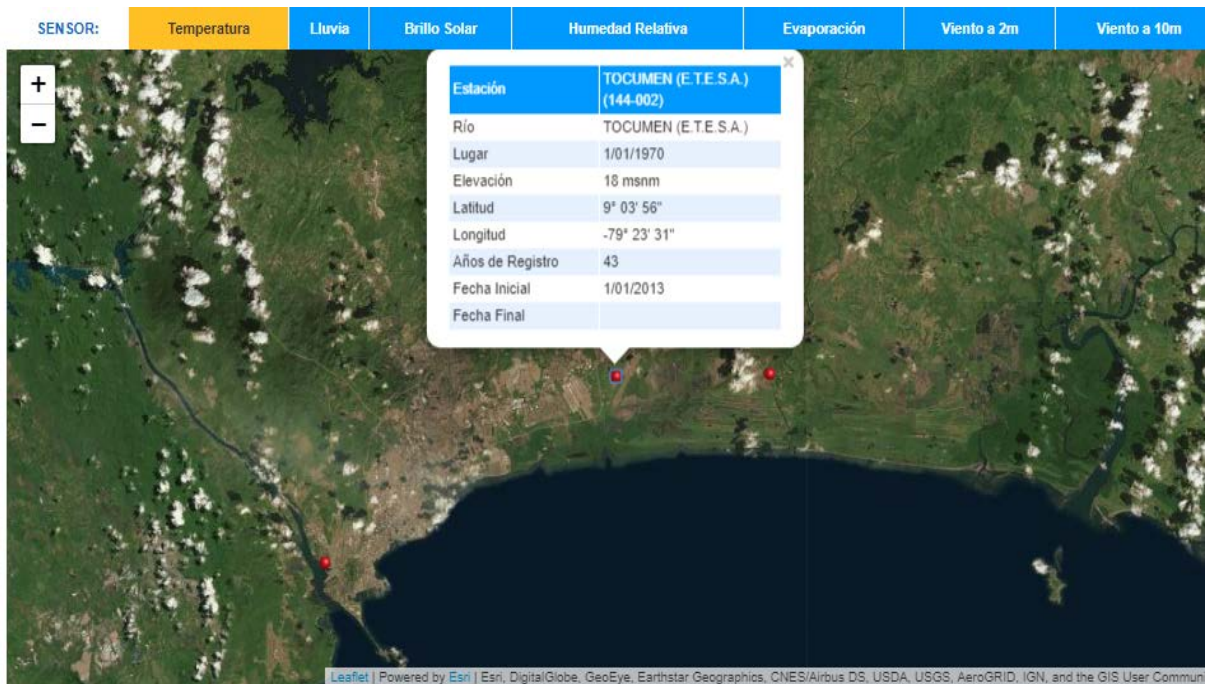 SENSOR: Temperatura Lluvia Brillo Solar Humedad Relativa Evaporación Viento a 2m Viento a 10m
+
−
×
Estación TOCUMEN (E.T.E.S.A.)
(144-002)
Río TOCUMEN (E.T.E.S.A.)
Lugar 1/01/1970
Elevación 18 msnm
Latitud 9° 03' 56"
Longitud -79° 23' 31"
Años de Registro 43
Fecha Inicial 1/01/2013
Fecha Final
Leaflet | Powered by Esri | Esri, DigitalGlobe, GeoEye, Earthstar Geographics, CNES/Airbus DS, USDA, USGS, AeroGRID, IGN, and the GIS User Commun